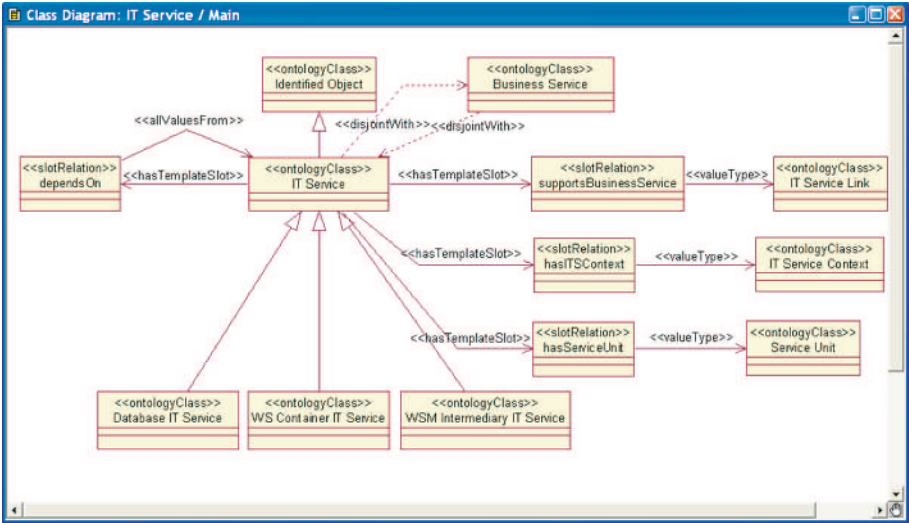 Class Diagram: IT Service / Main
<<ontologyClass>>
Identified Object
<<ontologyClass>>
Business Service
<<allValuesFrom>>
<<disjointWith>>
<<disjointWith>>
<<slotRelation>>
dependsOn
<<hasTemplateSlot>>
<<ontologyClass>>
IT Service
<<hasTemplateSlot>>
<<slotRelation>>
supportsBusinessService
<<valueType>>
<<ontologyClass>>
IT Service Link
<<hasTemplateSlot>>
<<slotRelation>>
hasITSContext
<<valueType>>
<<ontologyClass>>
IT Service Context
<<hasTemplateSlot>>
<<slotRelation>>
hasServiceUnit
<<valueType>>
<<ontologyClass>>
Service Unit
<<ontologyClass>>
Database IT Service
<<ontologyClass>>
WS Container IT Service
<<ontologyClass>>
WSM Intermediary IT Service